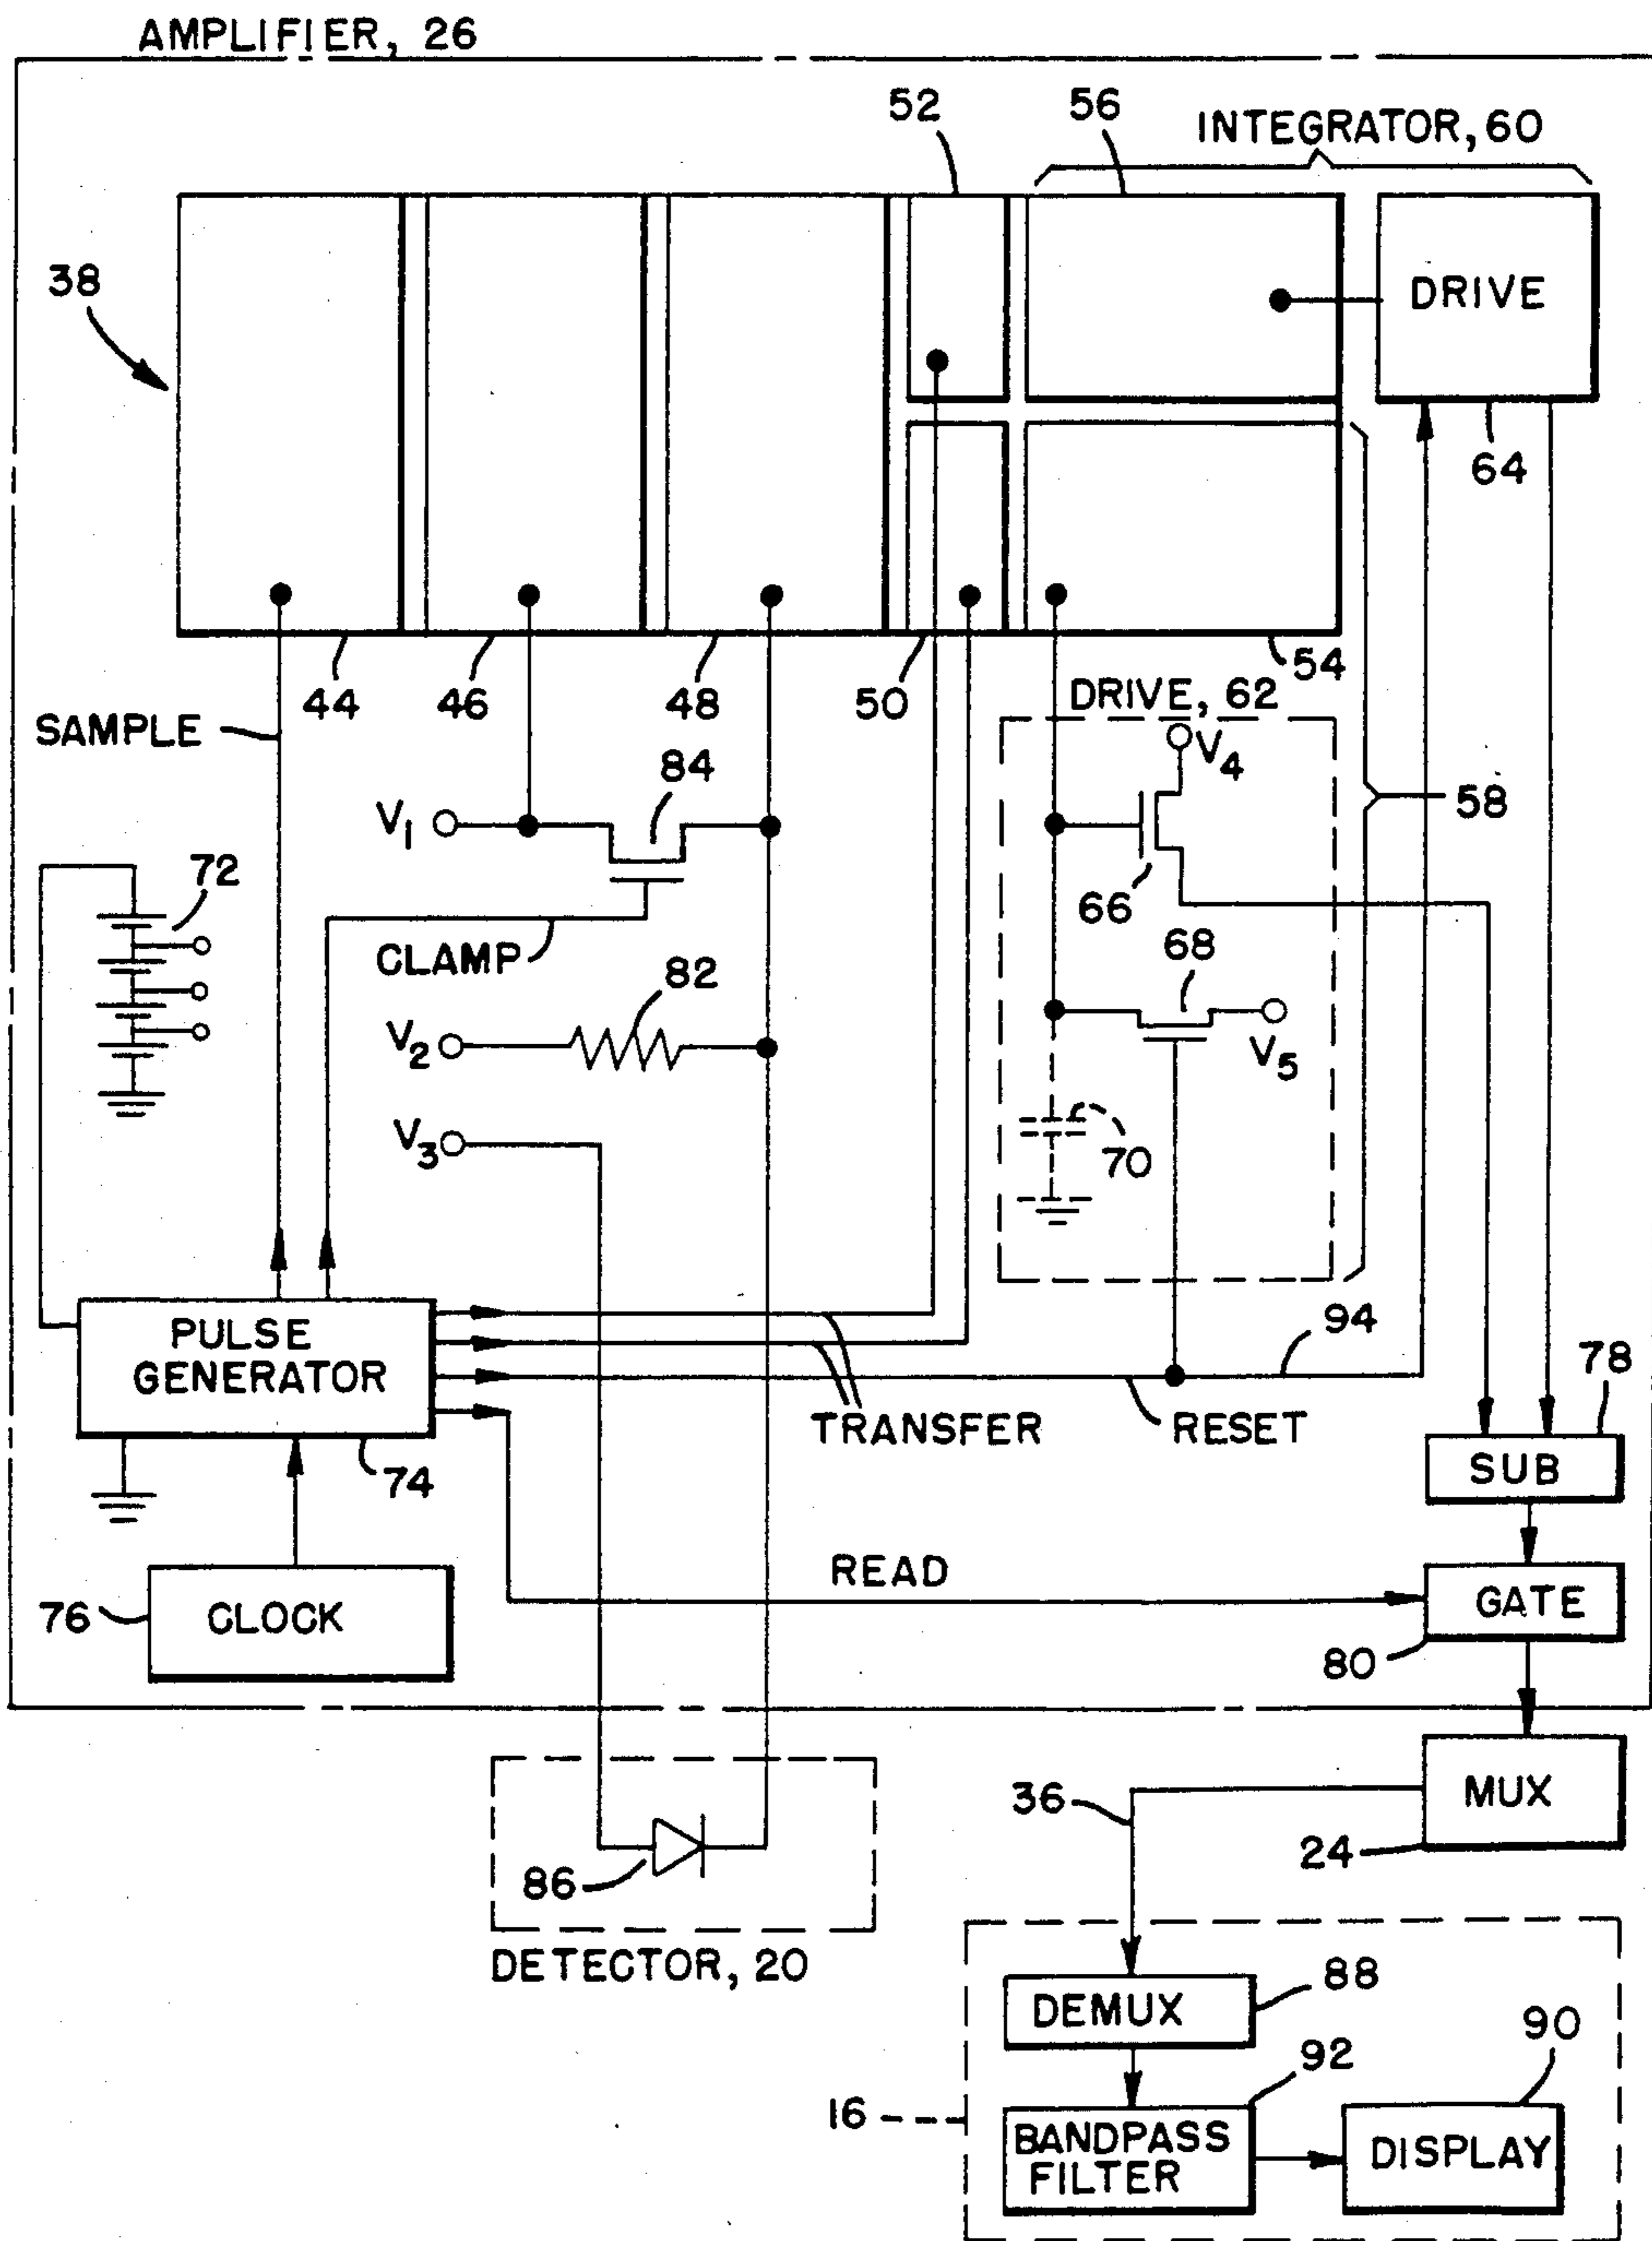 AMPLIFIER, 26
52
56
INTEGRATOR, 60
38
DRIVE
64
44
46
48
50
54
SAMPLE
DRIVE, 62
V4
84
V1
58
72
66
CLAMP
82
68
V2
V5
V3
70
94
PULSE
GENERATOR
78
TRANSFER
RESET
74
SUB
READ
76
CLOCK
GATE
80
36
MUX
24
86
DETECTOR, 20
DEMUX
88
90
92
16
BANDPASS
FILTER
DISPLAY